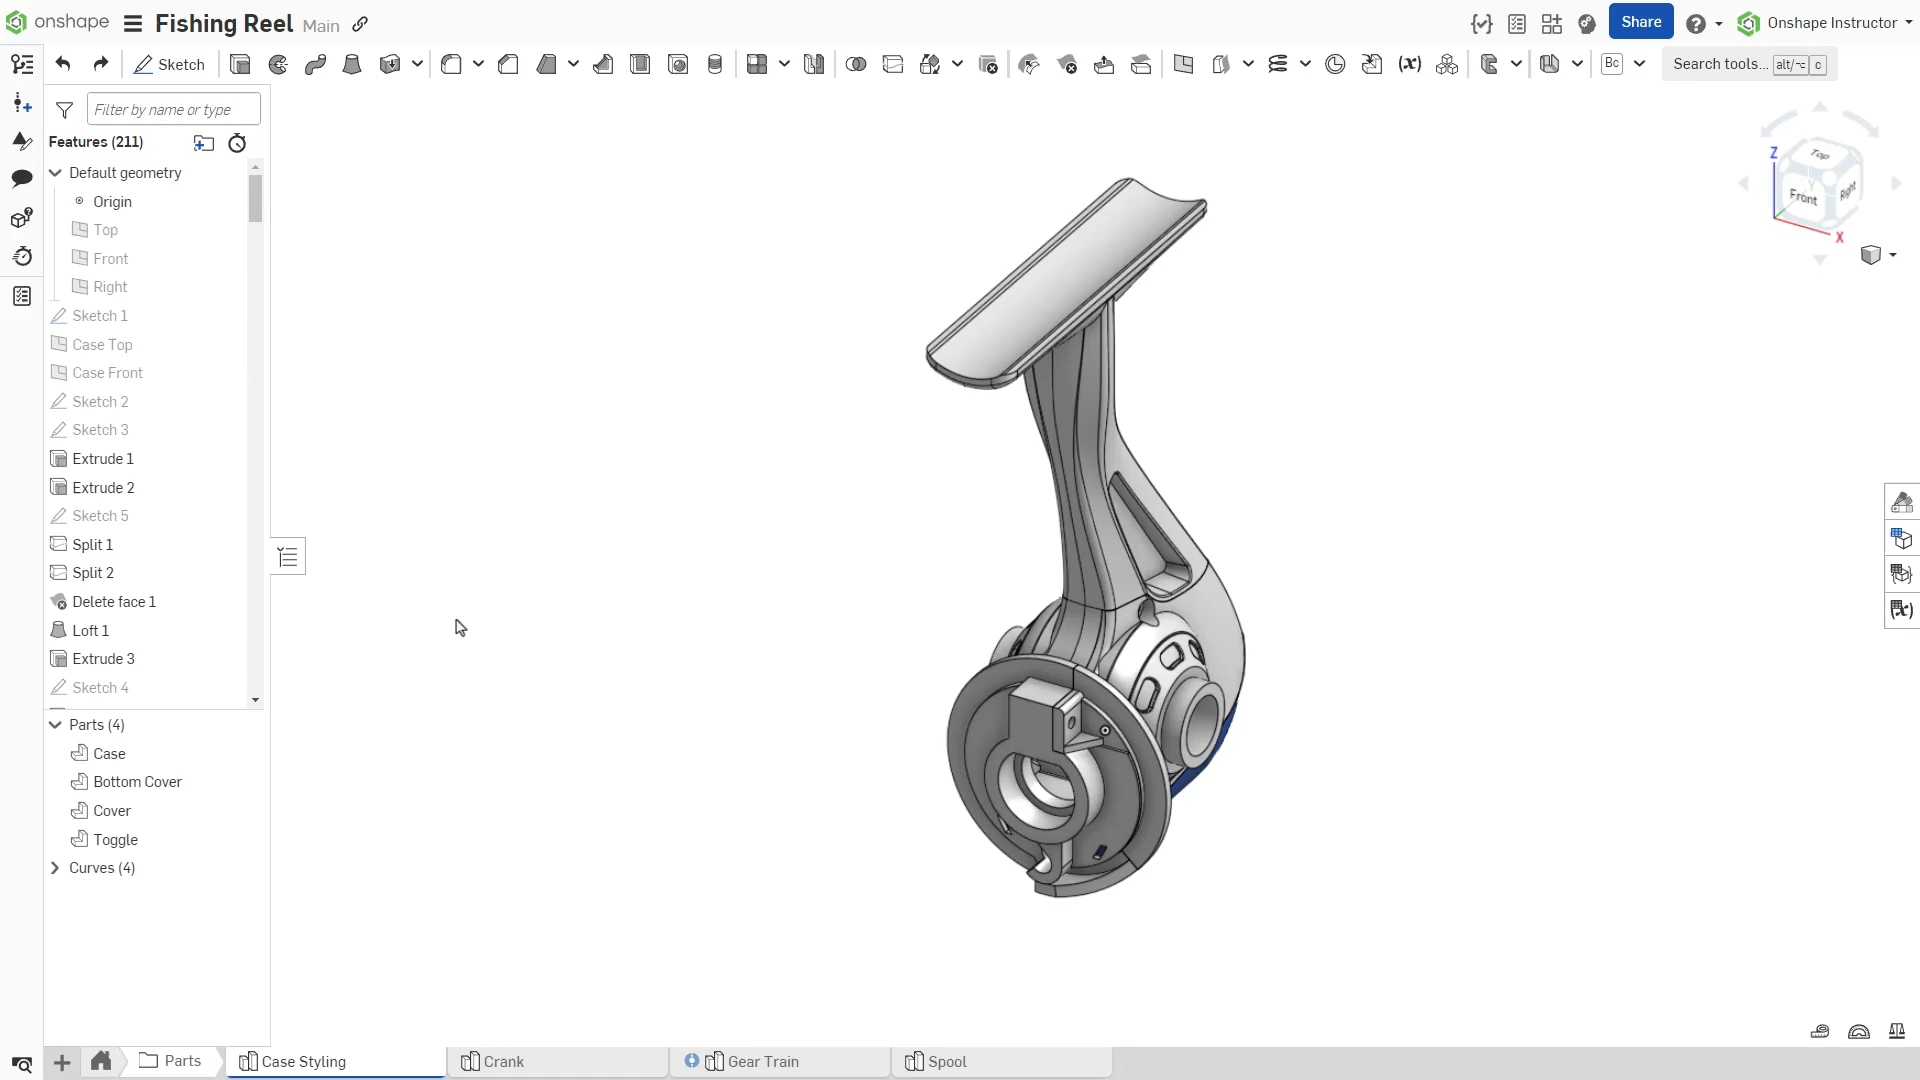 onshape Fishing Reel Main Share Onshape Instructor
Sketch Bc Search tools... alt/⌥ c
Filter by name or type
Features (211)
Default geometry
Origin
Top
Front
Right
Sketch 1
Case Top
Case Front
Sketch 2
Sketch 3
Extrude 1
Extrude 2
Sketch 5
Split 1
Split 2
Delete face 1
Loft 1
Extrude 3
Sketch 4
Parts (4)
Case
Bottom Cover
Cover
Toggle
Curves (4)
Z
Top
Y
Front
Right
X
Parts Case Styling Crank Gear Train Spool